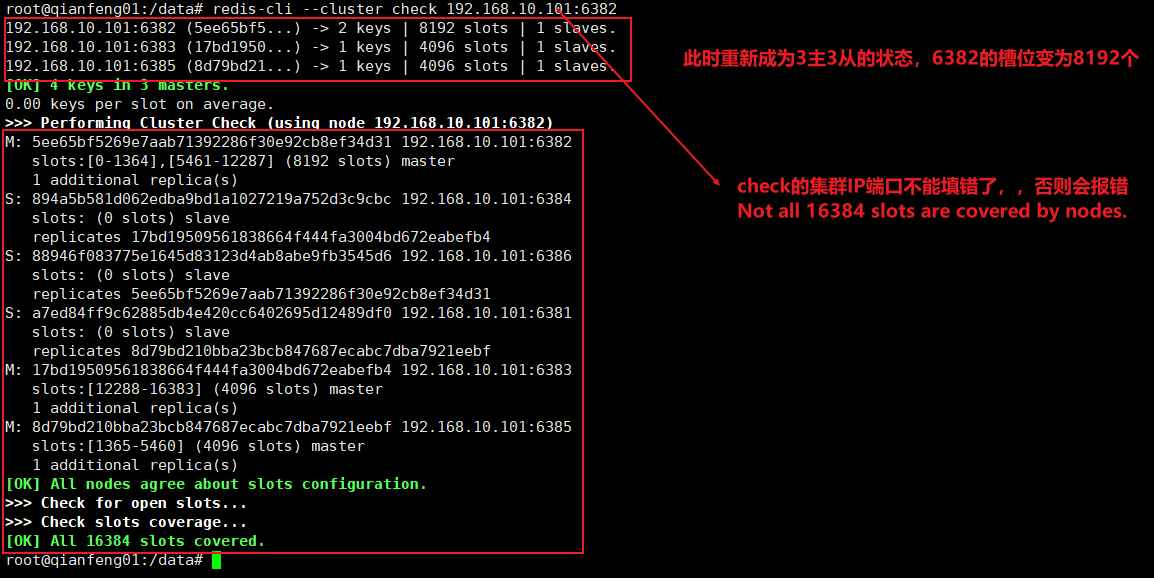 root@qianfeng01:/data# redis-cli --cluster check 192.168.10.101:6382
192.168.10.101:6382 (5ee65bf5...) -> 2 keys | 8192 slots | 1 slaves.
192.168.10.101:6383 (17bd1950...) -> 1 keys | 4096 slots | 1 slaves.
192.168.10.101:6385 (8d79bd21...) -> 1 keys | 4096 slots | 1 slaves.
[OK] 4 keys in 3 masters.
0.00 keys per slot on average.
>>> Performing Cluster Check (using node 192.168.10.101:6382)
M: 5ee65bf5269e7aab71392286f30e92cb8ef34d31 192.168.10.101:6382
slots:[0-1364],[5461-12287] (8192 slots) master
1 additional replica(s)
S: 894a5b581d062edba9bd1a1027219a752d3c9cbc 192.168.10.101:6384
slots: (0 slots) slave
replicates 17bd19509561838664f444fa3004bd672eabefb4
S: 88946f083775e1645d83123d4ab8abe9fb3545d6 192.168.10.101:6386
slots: (0 slots) slave
replicates 5ee65bf5269e7aab71392286f30e92cb8ef34d31
S: a7ed84ff9c62885db4e420cc6402695d12489df0 192.168.10.101:6381
slots: (0 slots) slave
replicates 8d79bd210bba23bcb847687ecabc7dba7921eebf
M: 17bd19509561838664f444fa3004bd672eabefb4 192.168.10.101:6383
slots:[12288-16383] (4096 slots) master
1 additional replica(s)
M: 8d79bd210bba23bcb847687ecabc7dba7921eebf 192.168.10.101:6385
slots:[1365-5460] (4096 slots) master
1 additional replica(s)
[OK] All nodes agree about slots configuration.
>>> Check for open slots...
>>> Check slots coverage...
[OK] All 16384 slots covered.
root@qianfeng01:/data#
此时重新成为3主3从的状态，6382的槽位变为8192个
check的集群IP端口不能填错了，，否则会报错
Not all 16384 slots are covered by nodes.